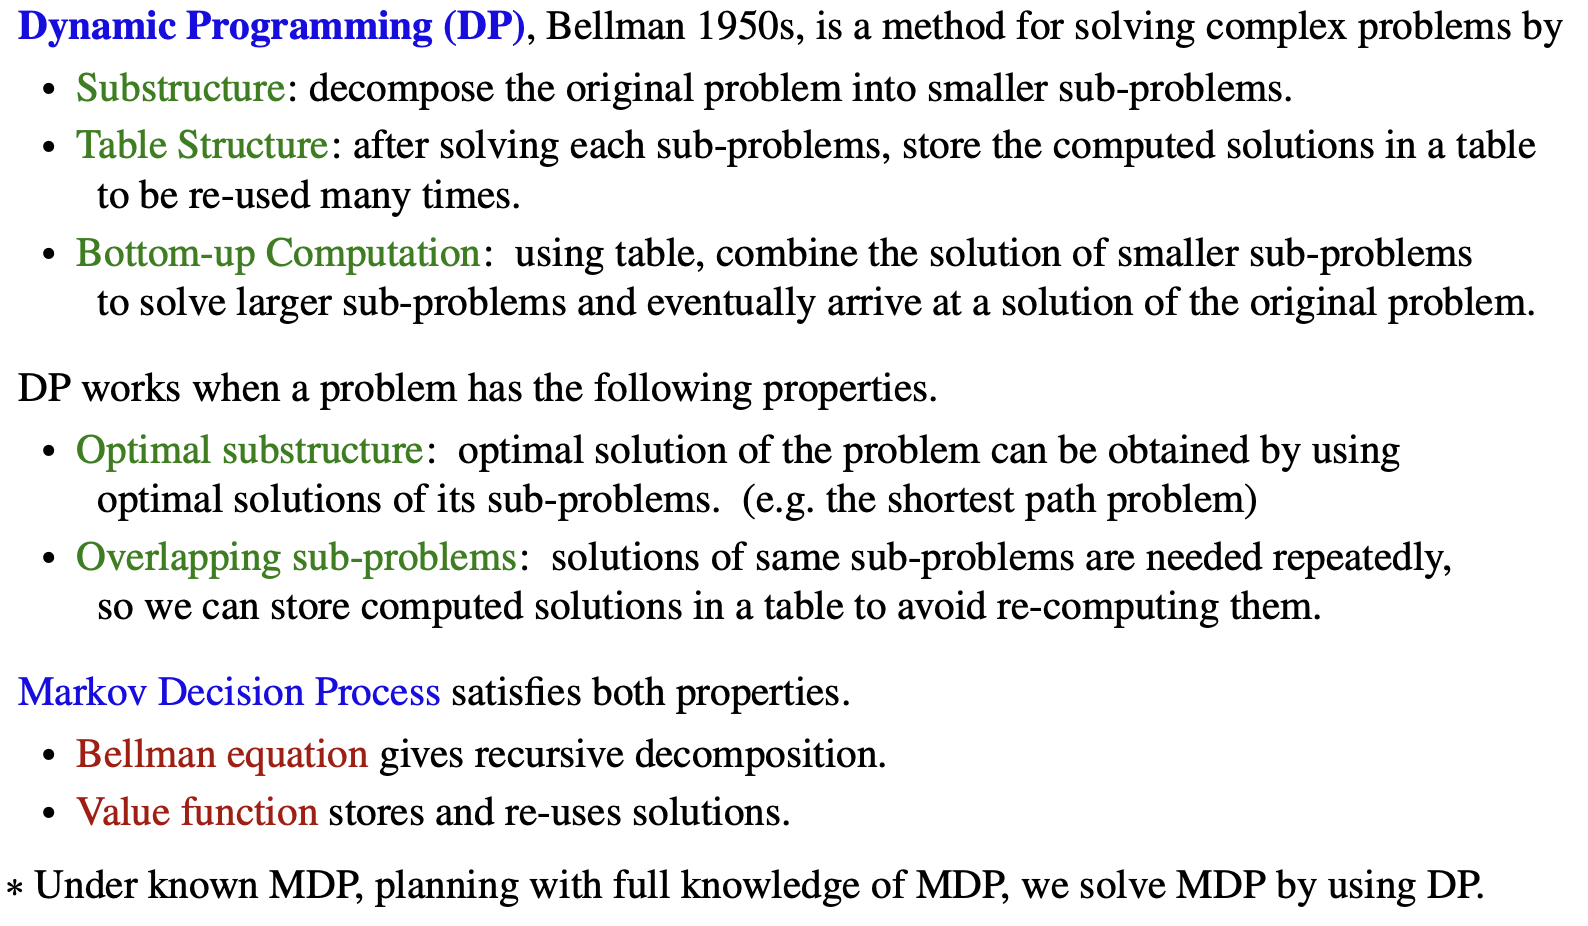 Dynamic Programming (DP), Bellman 1950s, is a method for solving complex problems by
• Substructure: decompose the original problem into smaller sub-problems.
• Table Structure: after solving each sub-problems, store the computed solutions in a table
to be re-used many times.
• Bottom-up Computation: using table, combine the solution of smaller sub-problems
to solve larger sub-problems and eventually arrive at a solution of the original problem.
DP works when a problem has the following properties.
• Optimal substructure: optimal solution of the problem can be obtained by using
optimal solutions of its sub-problems. (e.g. the shortest path problem)
• Overlapping sub-problems: solutions of same sub-problems are needed repeatedly,
so we can store computed solutions in a table to avoid re-computing them.
Markov Decision Process satisfies both properties.
• Bellman equation gives recursive decomposition.
• Value function stores and re-uses solutions.
* Under known MDP, planning with full knowledge of MDP, we solve MDP by using DP.